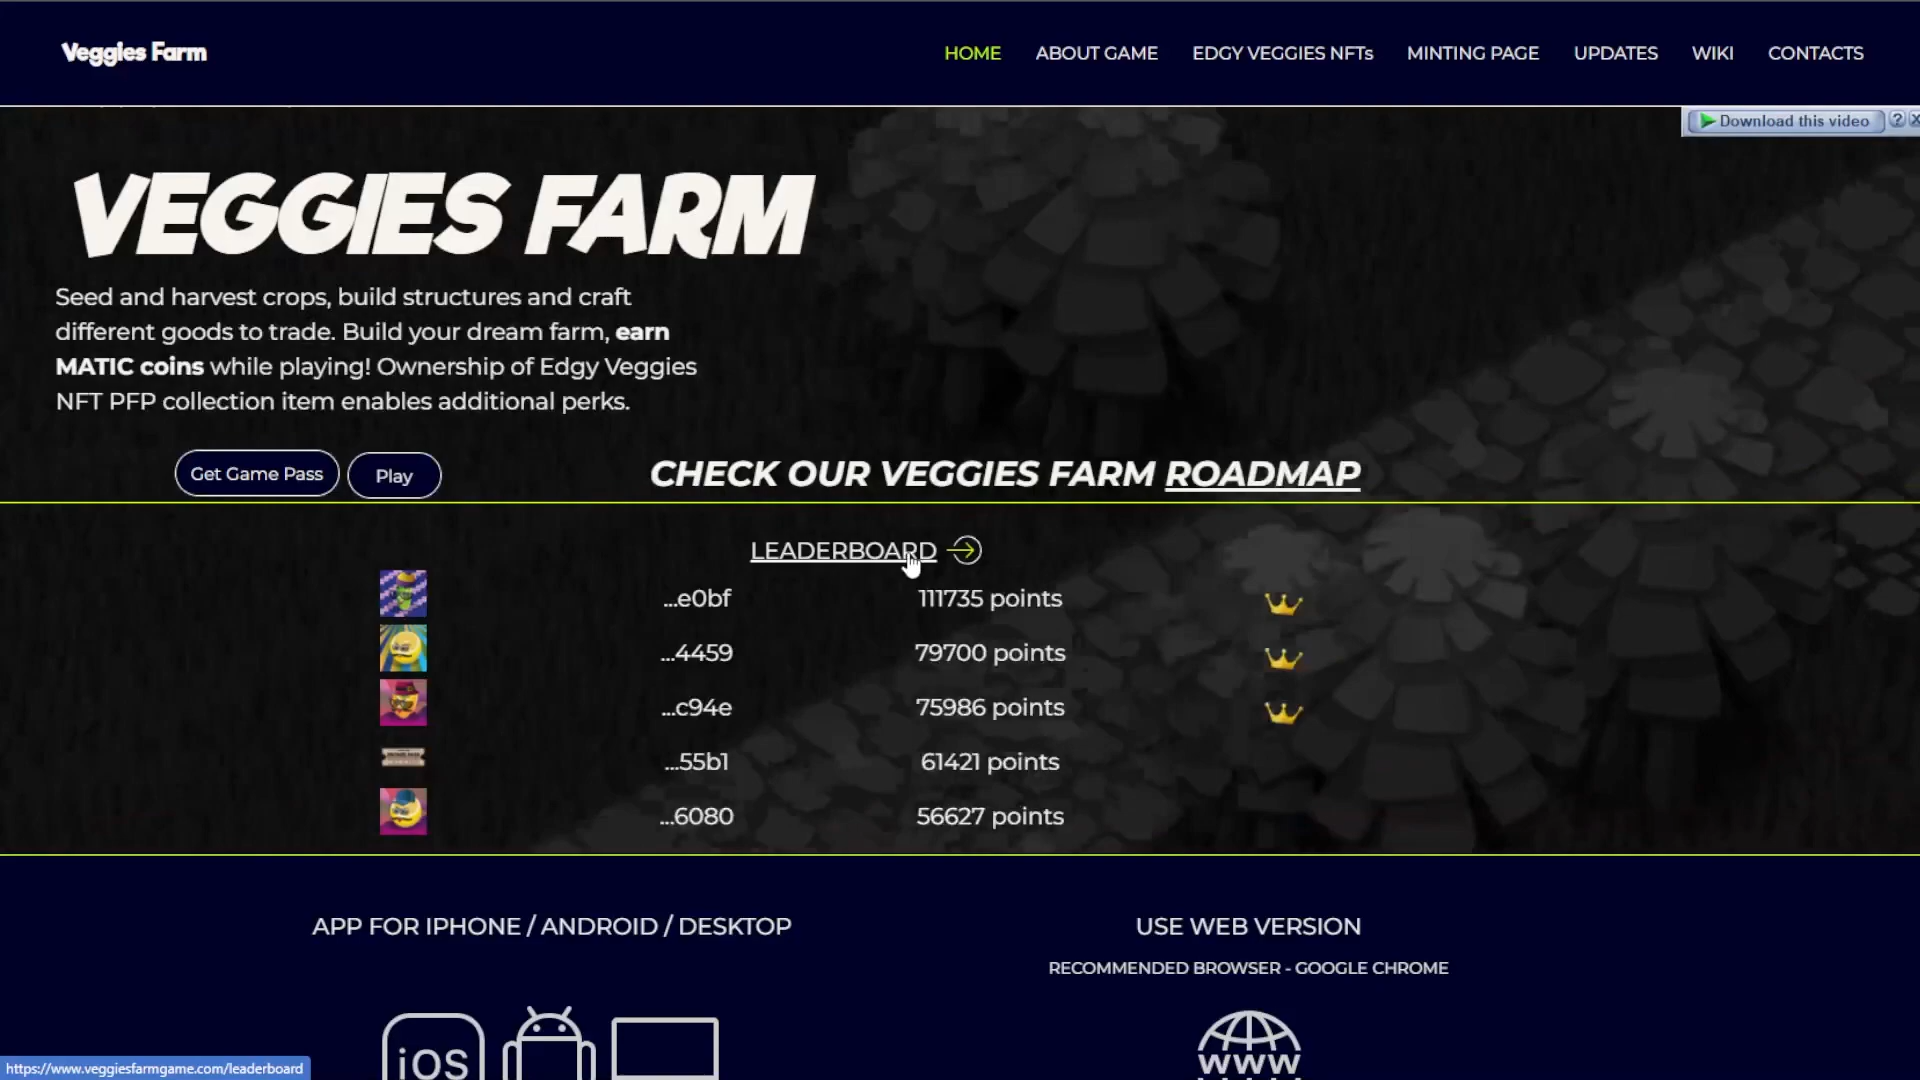 Veggies Farm
HOME ABOUT GAME EDGY VEGGIES NFTs MINTING PAGE UPDATES WIKI CONTACTS
Download this video ? X
VEGGIES FARM
Seed and harvest crops, build structures and craft
different goods to trade. Build your dream farm, earn
MATIC coins while playing! Ownership of Edgy Veggies
NFT PFP collection item enables additional perks.
Get Game Pass Play CHECK OUR VEGGIES FARM ROADMAP
LEADERBOARD
...e0bf 111735 points
...4459 79700 points
...c94e 75986 points
...55b1 61421 points
...6080 56627 points
APP FOR IPHONE / ANDROID / DESKTOP USE WEB VERSION
RECOMMENDED BROWSER - GOOGLE CHROME
iOS www
https://www.veggiesfarmgame.com/leaderboard